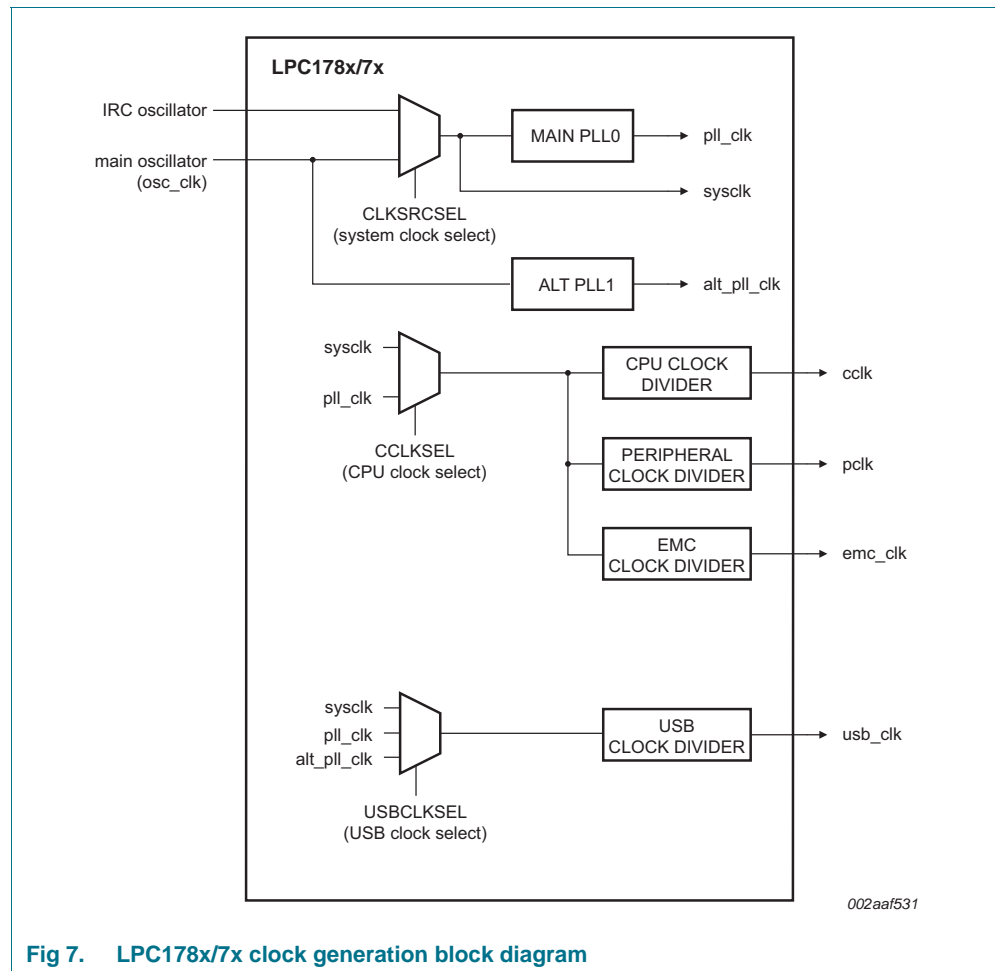 LPC178x/7x
IRC oscillator
main oscillator
(osc_clk)
CLKSRCSEL
(system clock select)
MAIN PLL0
pll_clk
sysclk
ALT PLL1
alt_pll_clk
sysclk
pll_clk
CCLKSEL
(CPU clock select)
CPU CLOCK
DIVIDER
cclk
PERIPHERAL
CLOCK DIVIDER
pclk
EMC
CLOCK DIVIDER
emc_clk
sysclk
pll_clk
alt_pll_clk
USBCLKSEL
(USB clock select)
USB
CLOCK DIVIDER
usb_clk
002aaf531
Fig 7. LPC178x/7x clock generation block diagram